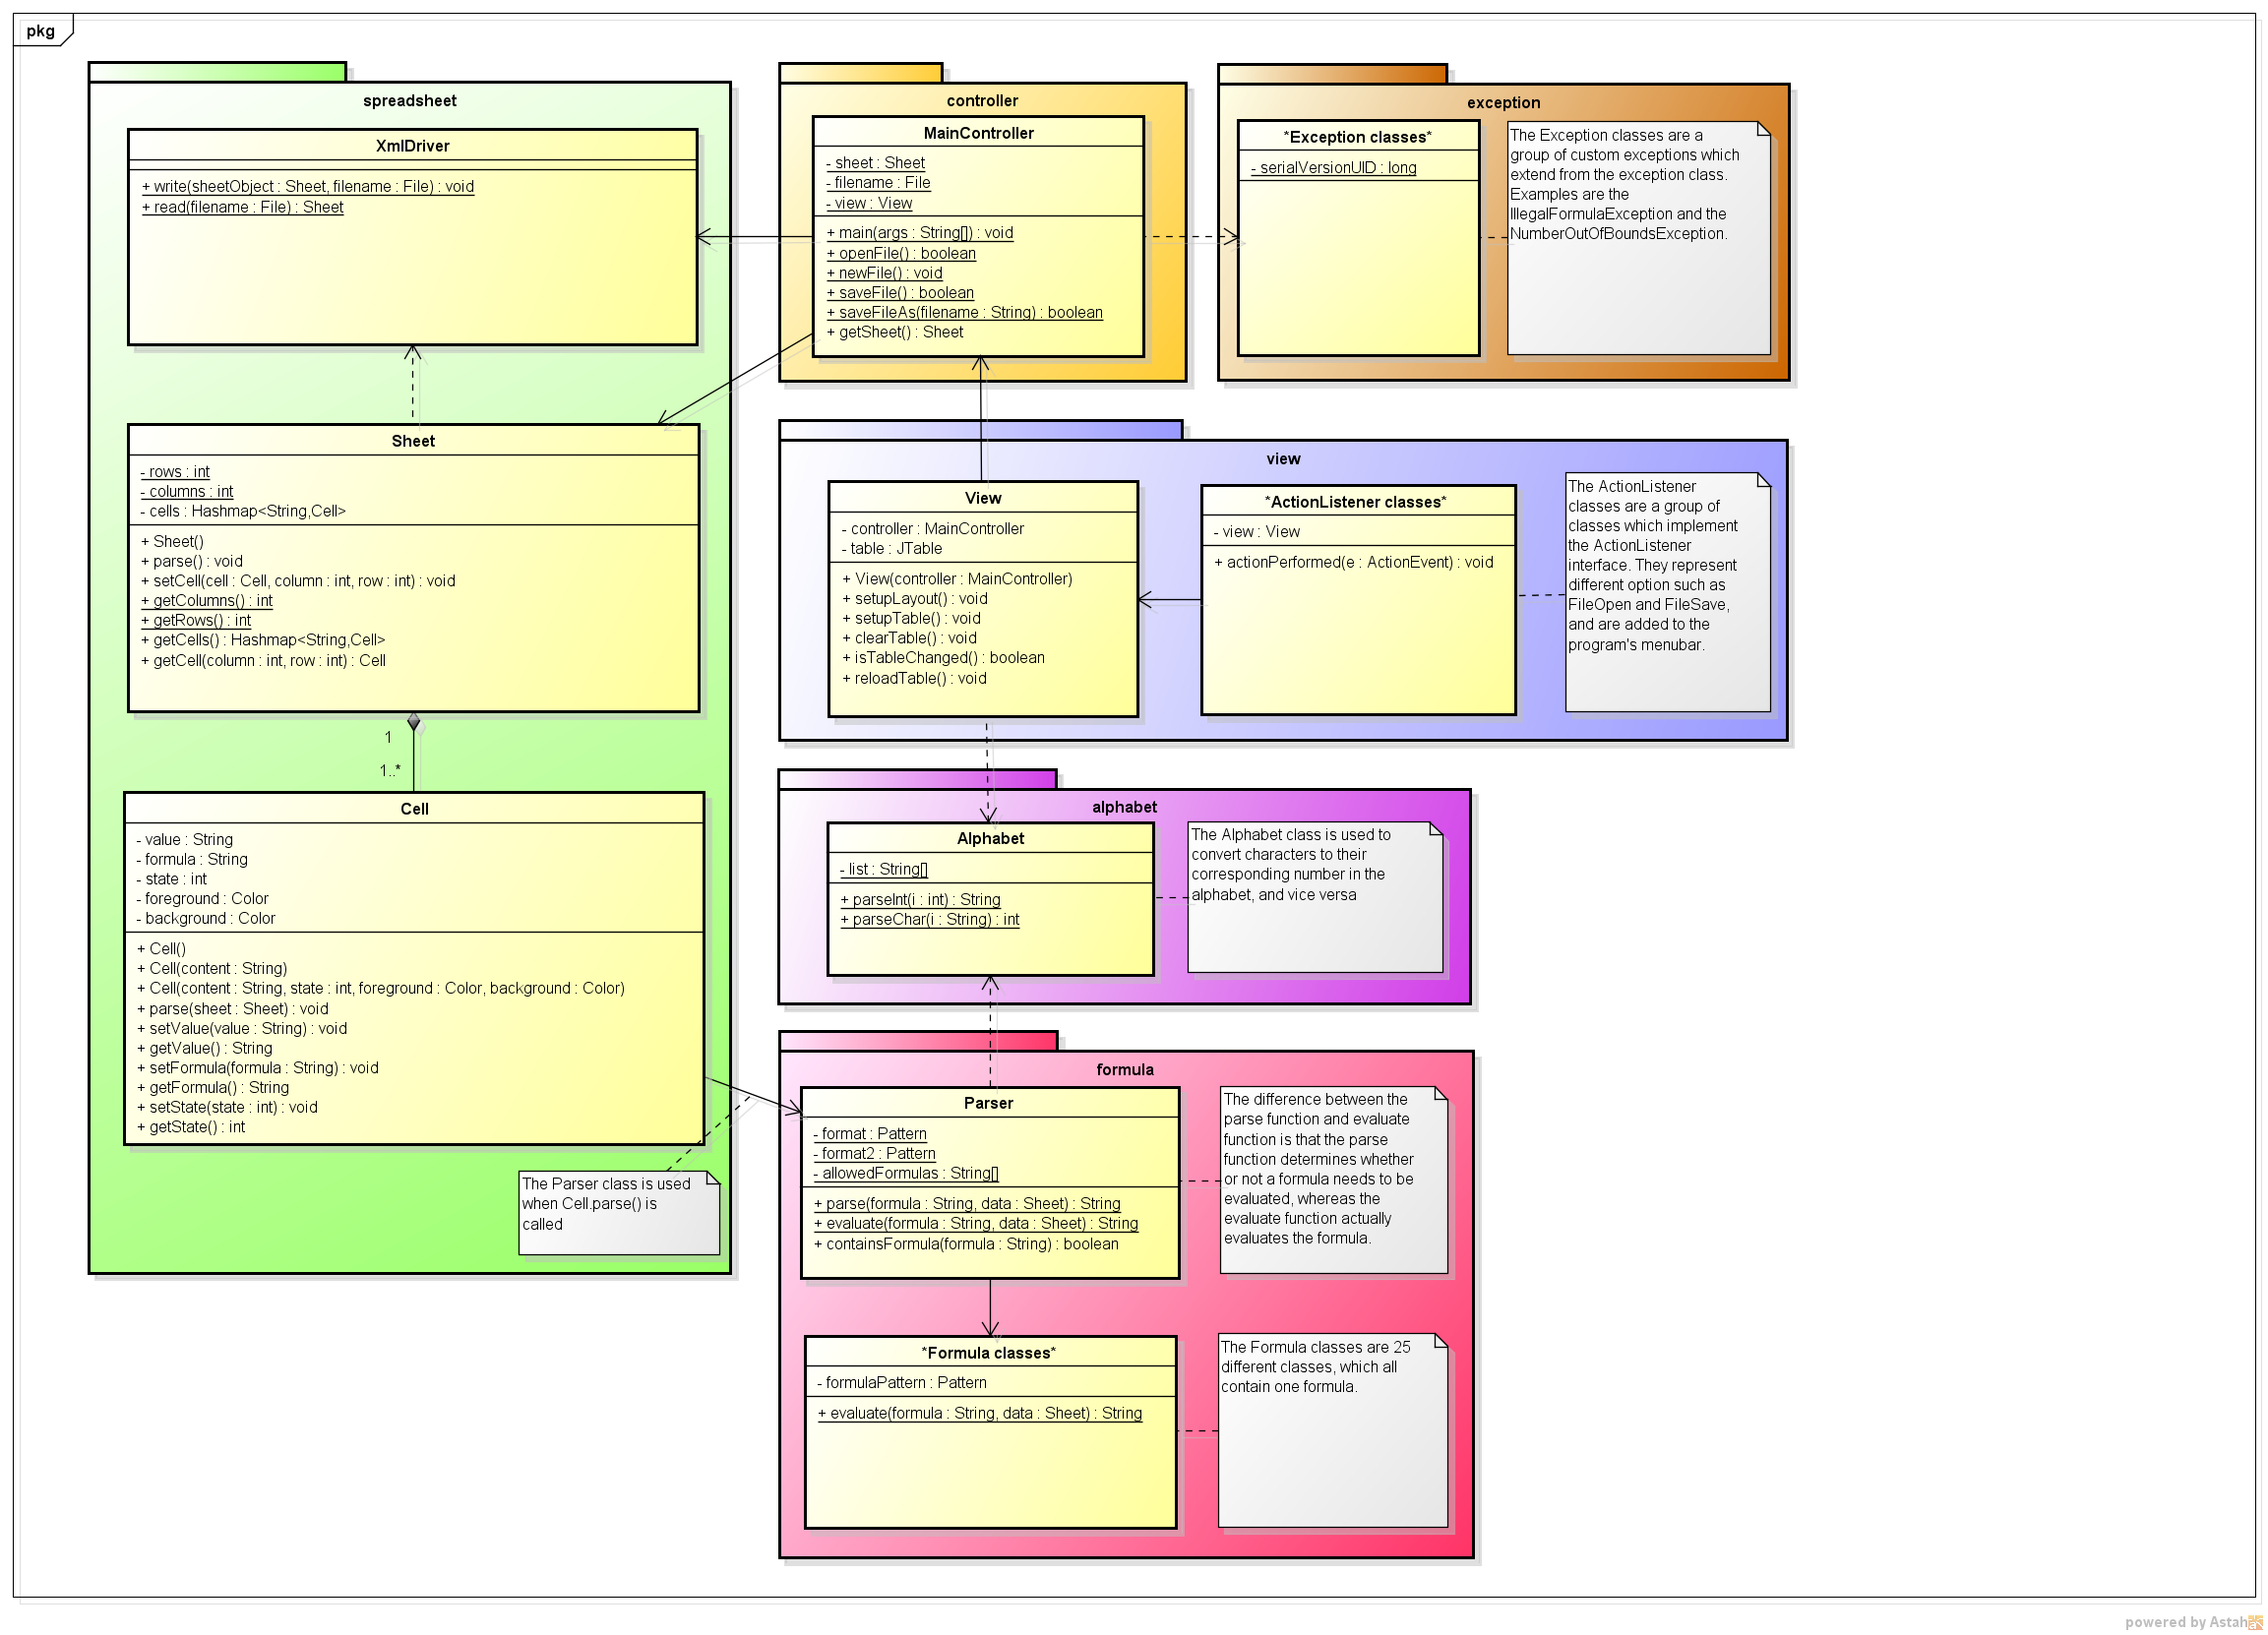 pkg
spreadsheet
XmlDriver
+ write(sheetObject : Sheet, filename : File) : void
+ read(filename : File) : Sheet
Sheet
- rows : int
- columns : int
- cells : Hashmap<String,Cell>
+ Sheet()
+ parse() : void
+ setCell(cell : Cell, column : int, row : int) : void
+ getColumns() : int
+ getRows() : int
+ getCells() : Hashmap<String,Cell>
+ getCell(column : int, row : int) : Cell
1
1..*
Cell
- value : String
- formula : String
- state : int
- foreground : Color
- background : Color
+ Cell()
+ Cell(content : String)
+ Cell(content : String, state : int, foreground : Color, background : Color)
+ parse(sheet : Sheet) : void
+ setValue(value : String) : void
+ getValue() : String
+ setFormula(formula : String) : void
+ getFormula() : String
+ setState(state : int) : void
+ getState() : int
The Parser class is used
when Cell.parse() is
called
controller
MainController
- sheet : Sheet
- filename : File
- view : View
+ main(args : String[]) : void
+ openFile() : boolean
+ newFile() : void
+ saveFile() : boolean
+ saveFileAs(filename : String) : boolean
+ getSheet() : Sheet
exception
*Exception classes*
- serialVersionUID : long
The Exception classes are a
group of custom exceptions which
extend from the exception class.
Examples are the
IllegalFormulaException and the
NumberOutOfBoundsException.
view
View
- controller : MainController
- table : JTable
+ View(controller : MainController)
+ setupLayout() : void
+ setupTable() : void
+ clearTable() : void
+ isTableChanged() : boolean
+ reloadTable() : void
*ActionListener classes*
- view : View
+ actionPerformed(e : ActionEvent) : void
The ActionListener
classes are a group of
classes which implement
the ActionListener
interface. They represent
different option such as
FileOpen and FileSave,
and are added to the
program's menubar.
alphabet
Alphabet
- list : String[]
+ parseInt(i : int) : String
+ parseChar(i : String) : int
The Alphabet class is used to
convert characters to their
corresponding number in the
alphabet, and vice versa
formula
Parser
- format : Pattern
- format2 : Pattern
- allowedFormulas : String[]
+ parse(formula : String, data : Sheet) : String
+ evaluate(formula : String, data : Sheet) : String
+ containsFormula(formula : String) : boolean
The difference between the
parse function and evaluate
function is that the parse
function determines whether
or not a formula needs to be
evaluated, whereas the
evaluate function actually
evaluates the formula.
*Formula classes*
- formulaPattern : Pattern
+ evaluate(formula : String, data : Sheet) : String
The Formula classes are 25
different classes, which all
contain one formula.
powered by Astah